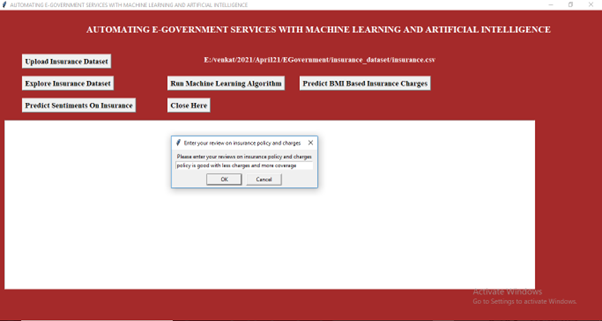 AUTOMATING E-GOVERNMENT SERVICES WITH MACHINE LEARNING AND ARTIFICIAL INTELLIGENCE
AUTOMATING E-GOVERNMENT SERVICES WITH MACHINE LEARNING AND ARTIFICIAL INTELLIGENCE
Upload Insurance Dataset
E:/venkat/2021/April21/EGovernment/insurance_dataset/insurance.csv
Explore Insurance Dataset
Run Machine Learning Algorithm
Predict BMI Based Insurance Charges
Predict Sentiments On Insurance
Close Here
Enter your review on insurance policy and charges
Please enter your reviews on insurance policy and charges
policy is good with less charges and more coverage
OK
Cancel
Activate Windows
Go to Settings to activate Windows.